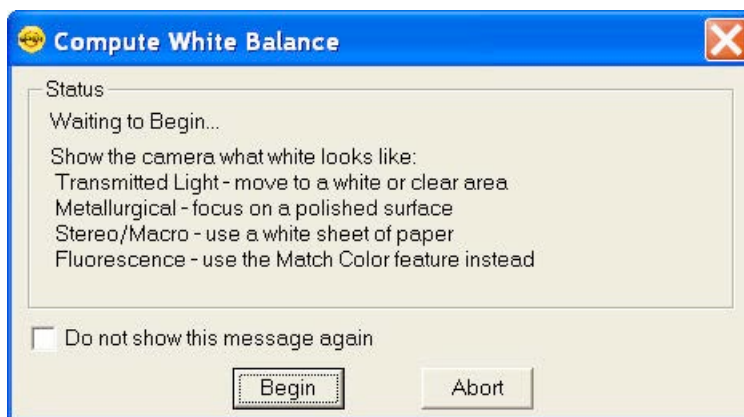 Compute White Balance
Status
Waiting to Begin...
Show the camera what white looks like:
Transmitted Light - move to a white or clear area
Metallurgical - focus on a polished surface
Stereo/Macro - use a white sheet of paper
Fluorescence - use the Match Color feature instead
Do not show this message again
Begin
Abort